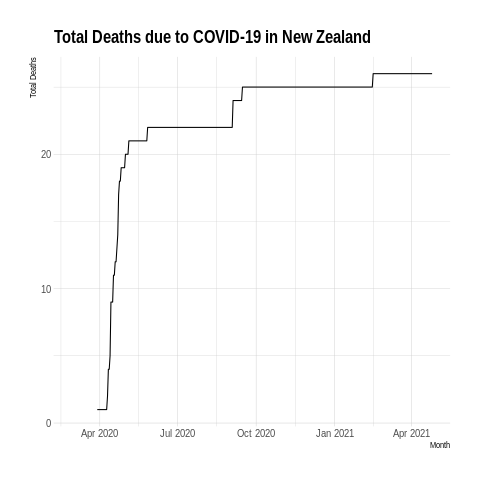 Total Deaths due to COVID-19 in New Zealand
Total Deaths
20
10
0
Apr 2020 Jul 2020 Oct 2020 Jan 2021 Apr 2021
Month